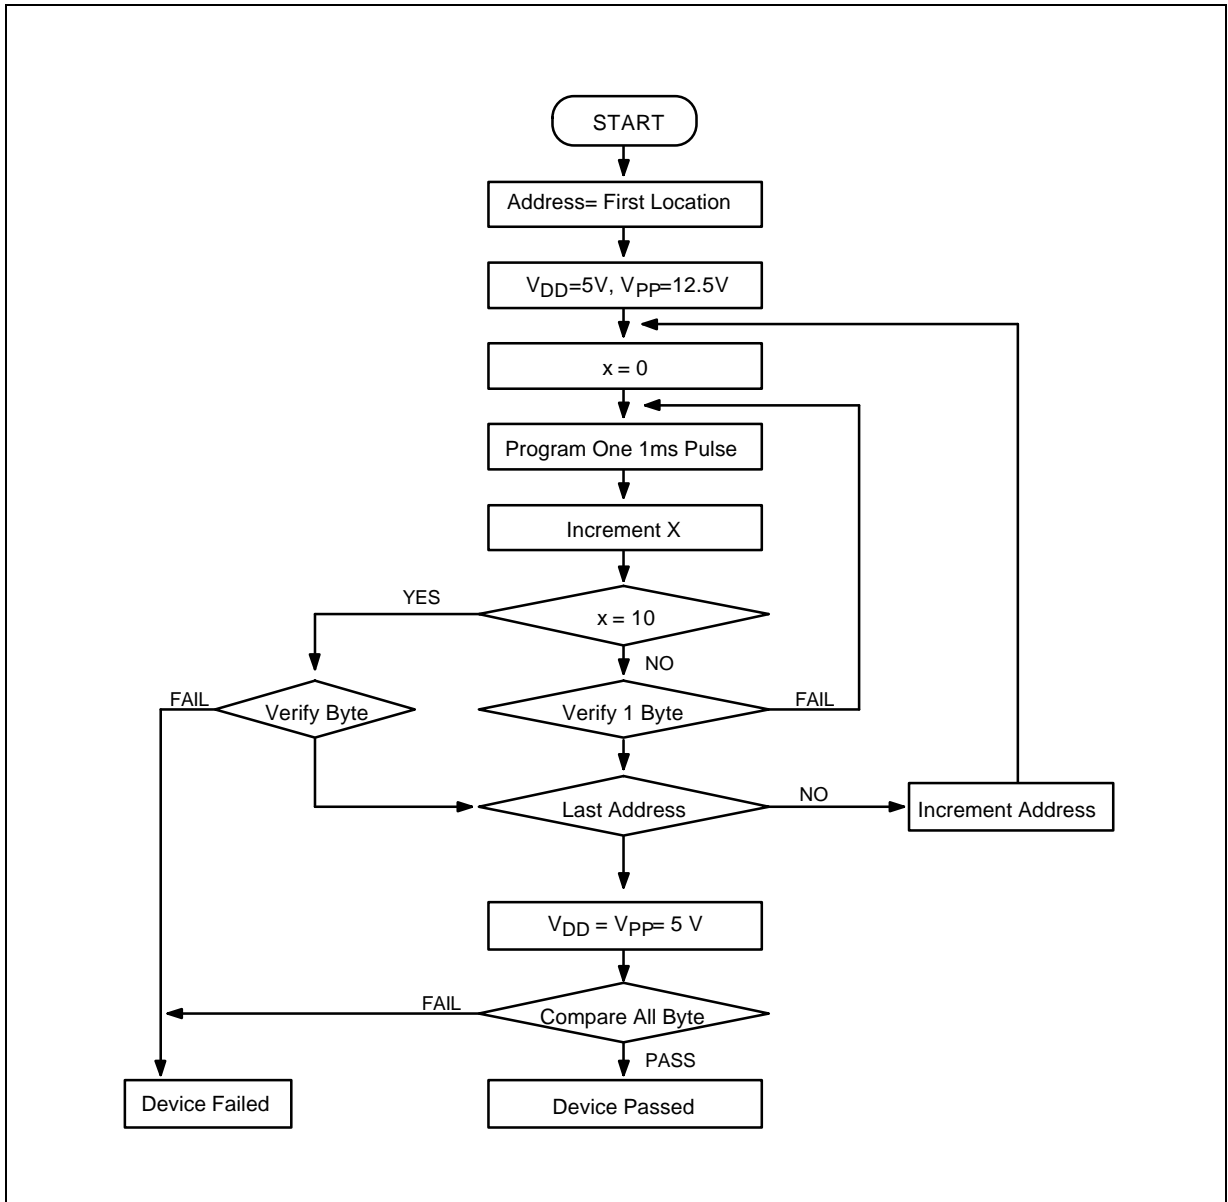 START
Address= First Location
VDD=5V, VPP=12.5V
x = 0
Program One 1ms Pulse
Increment X
YES
x = 10
NO
FAIL
Verify Byte
Verify 1 Byte
FAIL
Last Address
NO
Increment Address
VDD = VPP= 5 V
FAIL
Compare All Byte
PASS
Device Failed
Device Passed